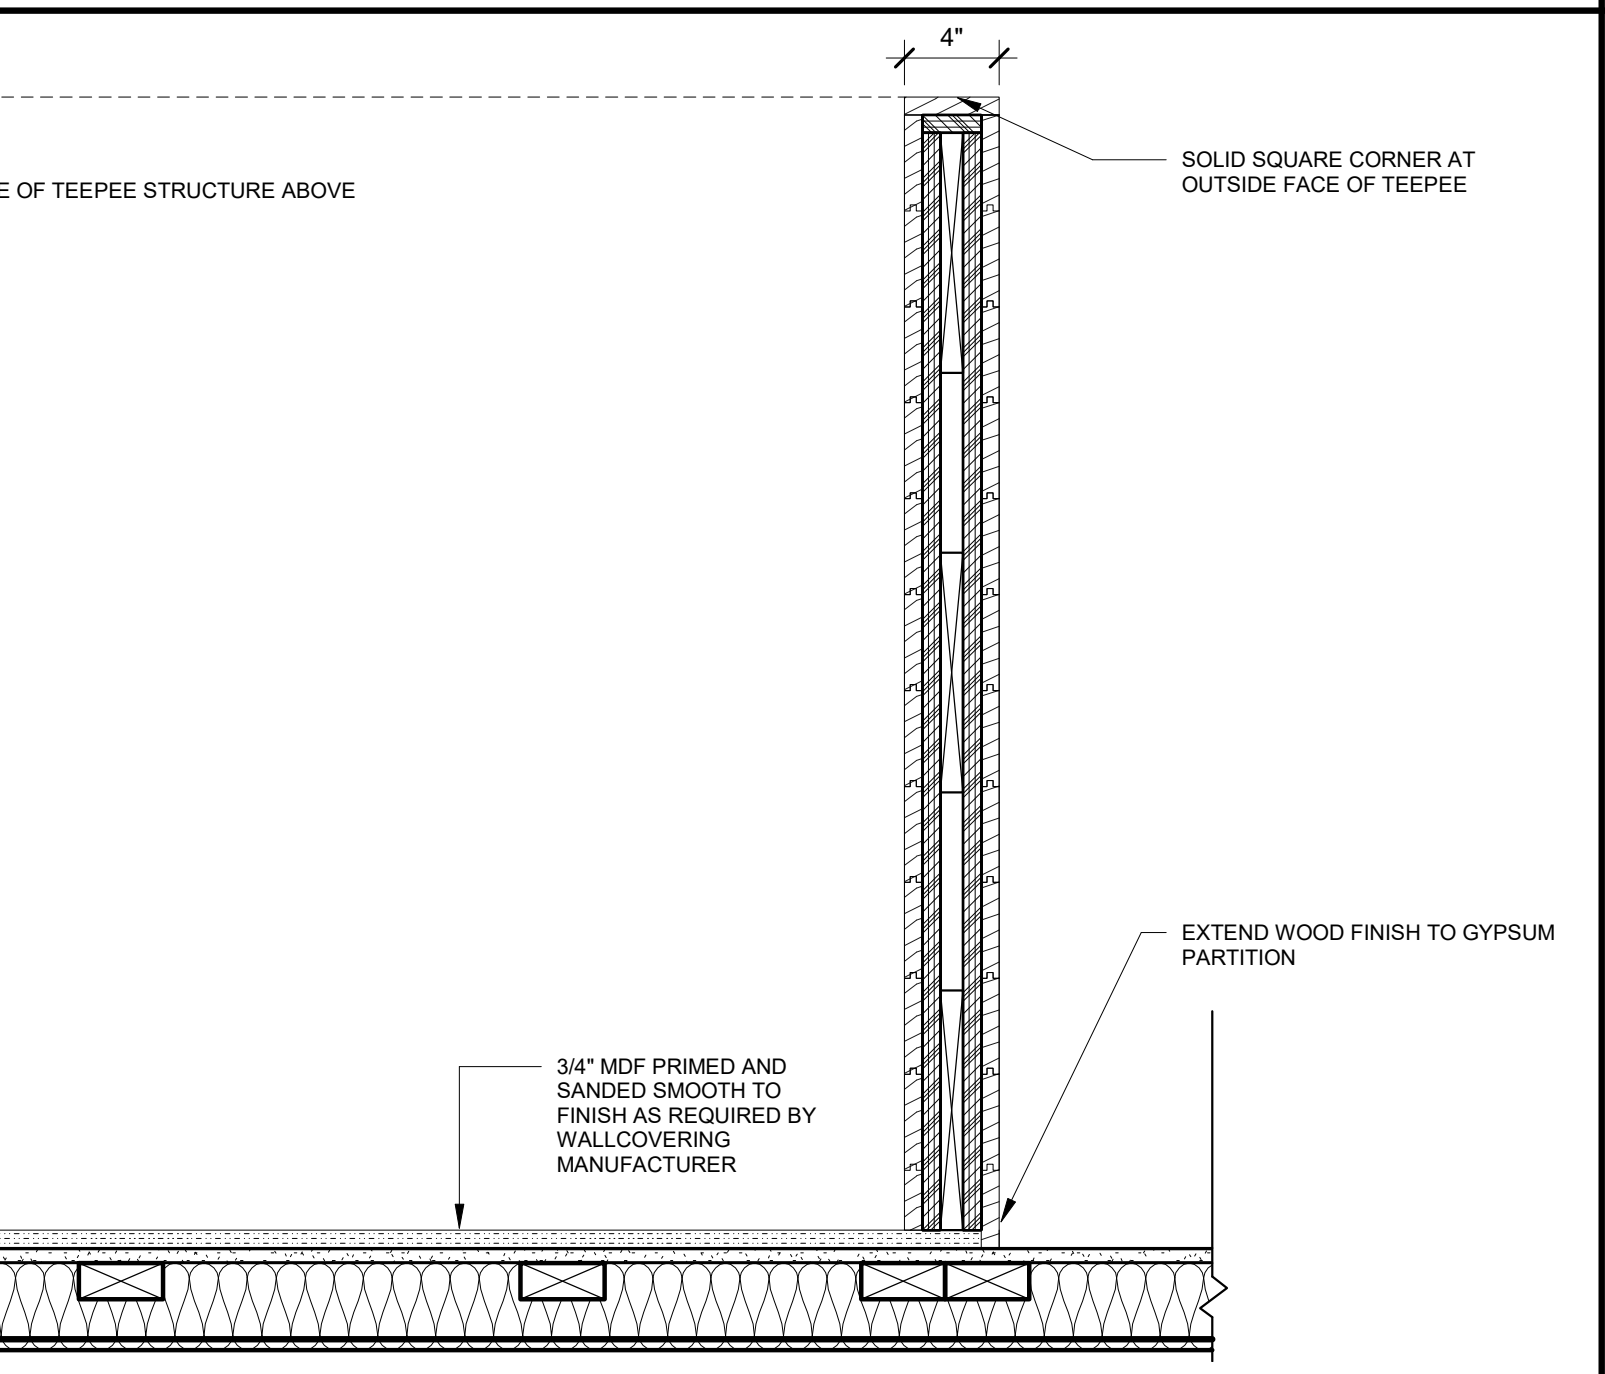 4"
SOLID SQUARE CORNER AT
OUTSIDE FACE OF TEEPEE
E OF TEEPEE STRUCTURE ABOVE
EXTEND WOOD FINISH TO GYPSUM
PARTITION
3/4" MDF PRIMED AND
SANDED SMOOTH TO
FINISH AS REQUIRED BY
WALLCOVERING
MANUFACTURER